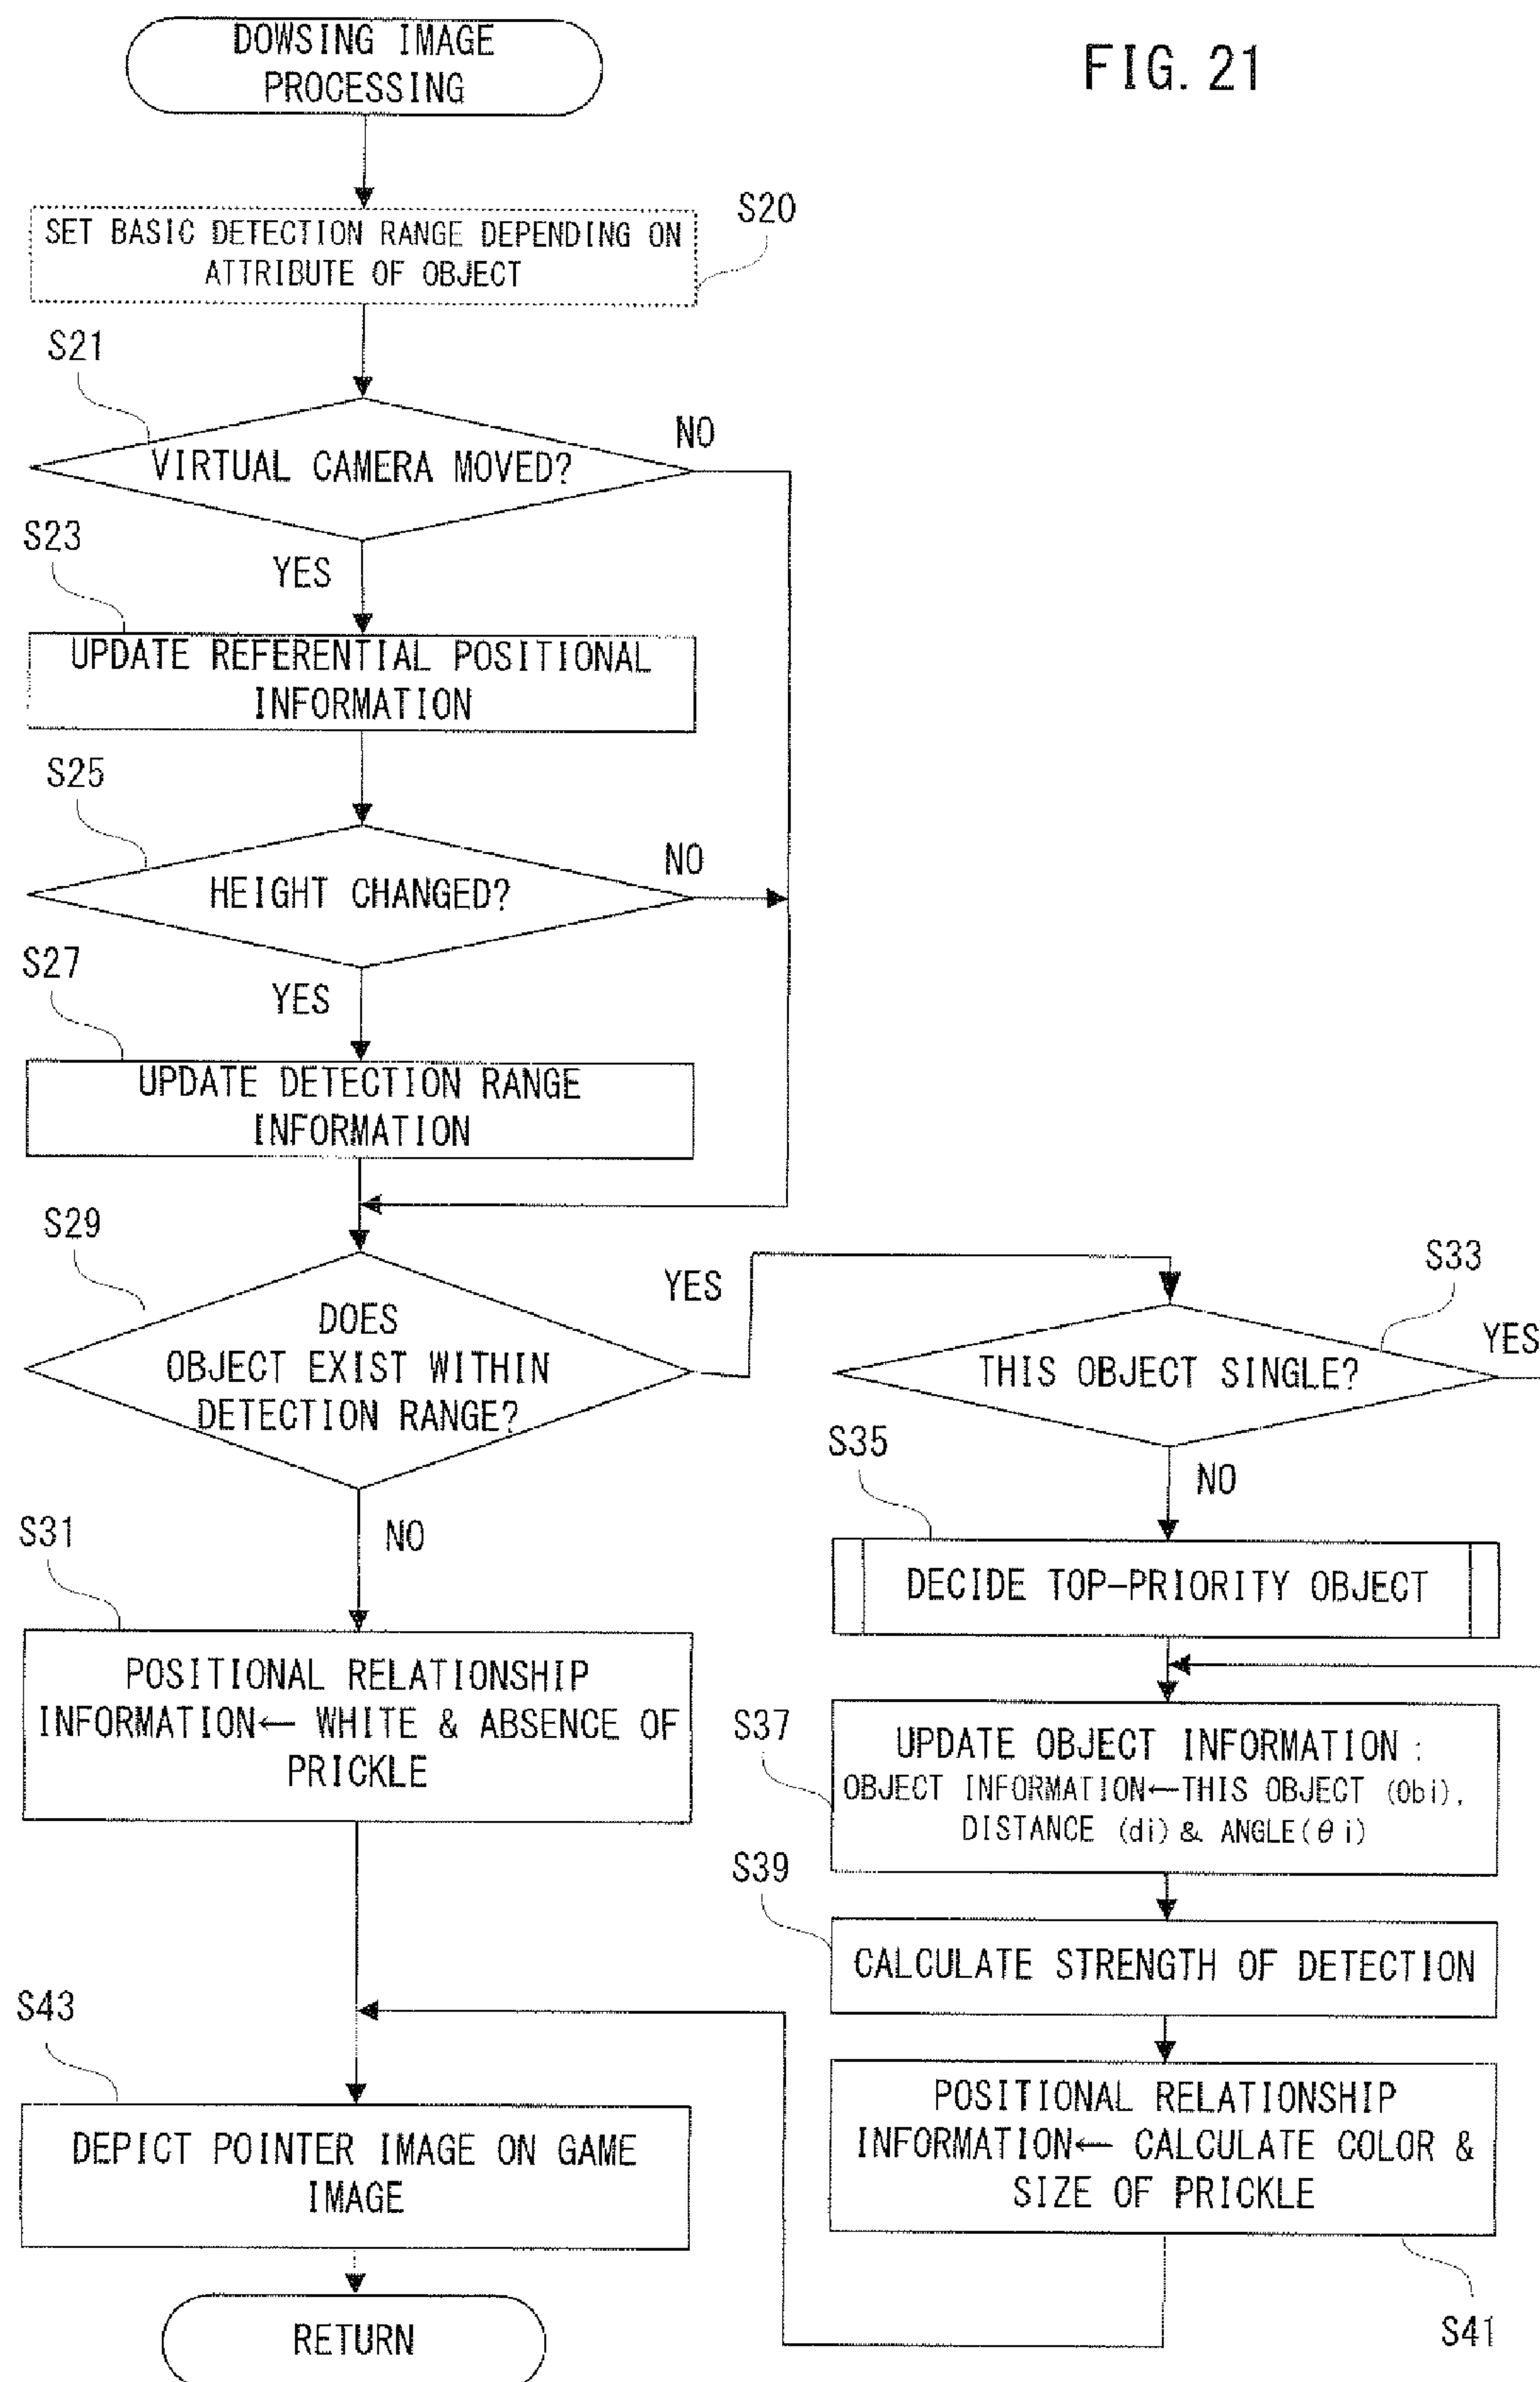 FIG. 21
DOWSING IMAGE
PROCESSING
S20
SET BASIC DETECTION RANGE DEPENDING ON
ATTRIBUTE OF OBJECT
S21
VIRTUAL CAMERA MOVED?
NO
YES
S23
UPDATE REFERENTIAL POSITIONAL
INFORMATION
S25
HEIGHT CHANGED?
NO
YES
S27
UPDATE DETECTION RANGE
INFORMATION
S29
DOES
OBJECT EXIST WITHIN
DETECTION RANGE?
YES
NO
S31
POSITIONAL RELATIONSHIP
INFORMATION← WHITE & ABSENCE OF
PRICKLE
S33
THIS OBJECT SINGLE?
YES
NO
S35
DECIDE TOP-PRIORITY OBJECT
S37
UPDATE OBJECT INFORMATION :
OBJECT INFORMATION←THIS OBJECT (Obi),
DISTANCE (di) & ANGLE(θi)
S39
CALCULATE STRENGTH OF DETECTION
POSITIONAL RELATIONSHIP
INFORMATION← CALCULATE COLOR &
SIZE OF PRICKLE
S41
S43
DEPICT POINTER IMAGE ON GAME
IMAGE
RETURN